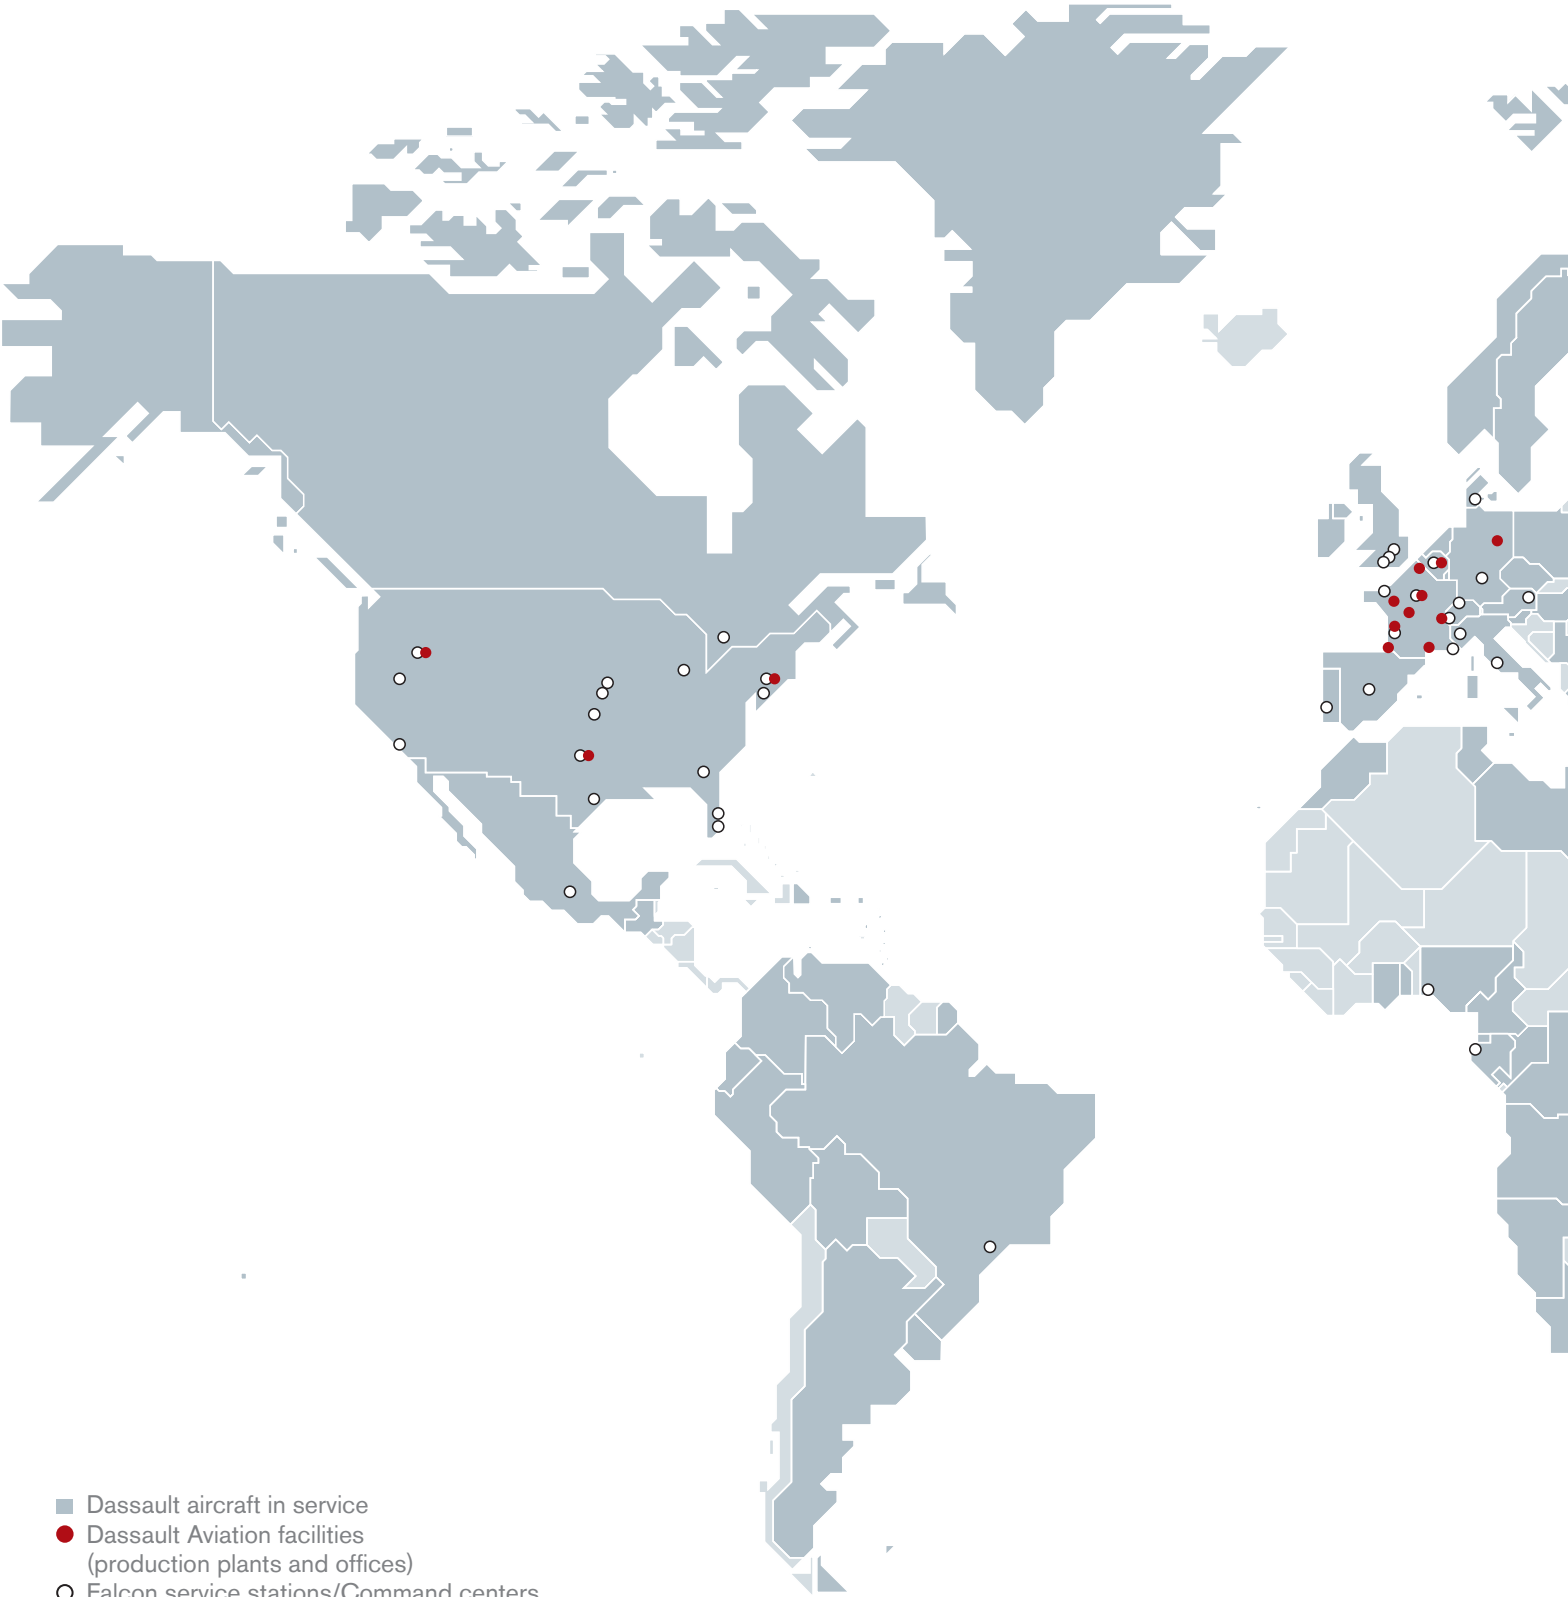 Dassault aircraft in service
Dassault Aviation facilities
(production plants and offices)
Falcon service stations/Command centers